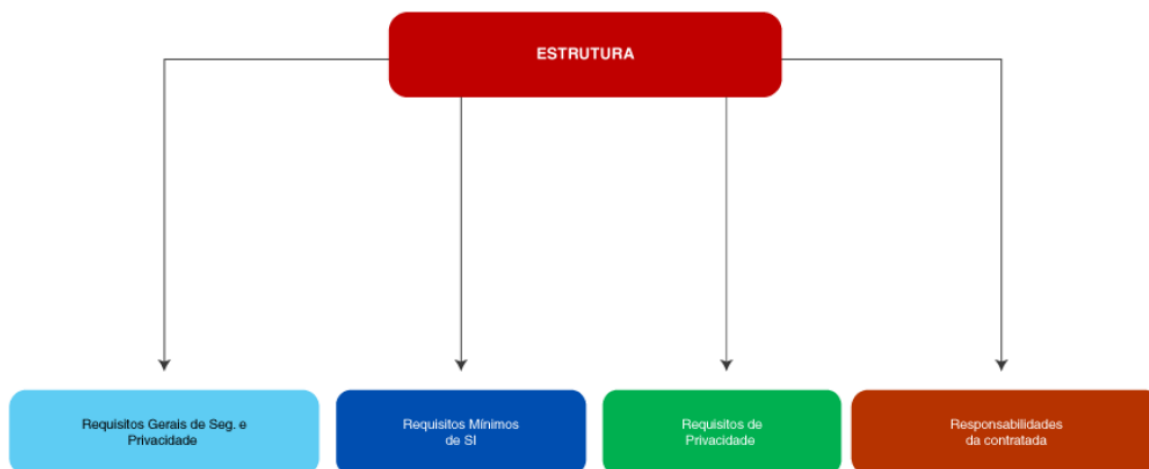 ESTRUTURA
Requisitos Gerais de Seg. e
Privacidade
Requisitos Mínimos
de SI
Requisitos de
Privacidade
Responsabilidades
da contratada